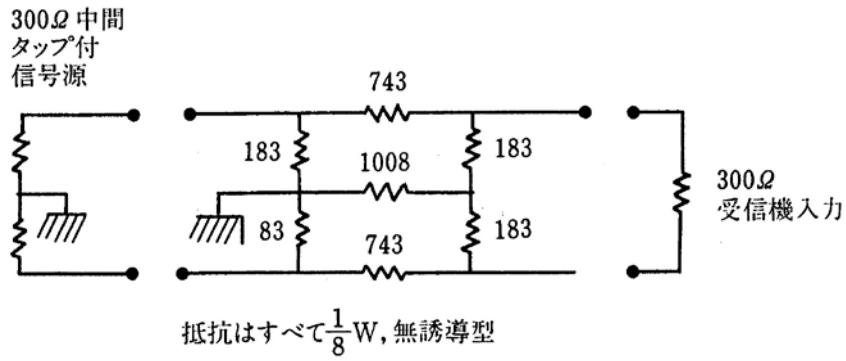 300Ω 中間
タップ付
信号源
743
183
1008
183
83
743
183
300Ω
受信機入力
抵抗はすべて1/8W, 無誘導型